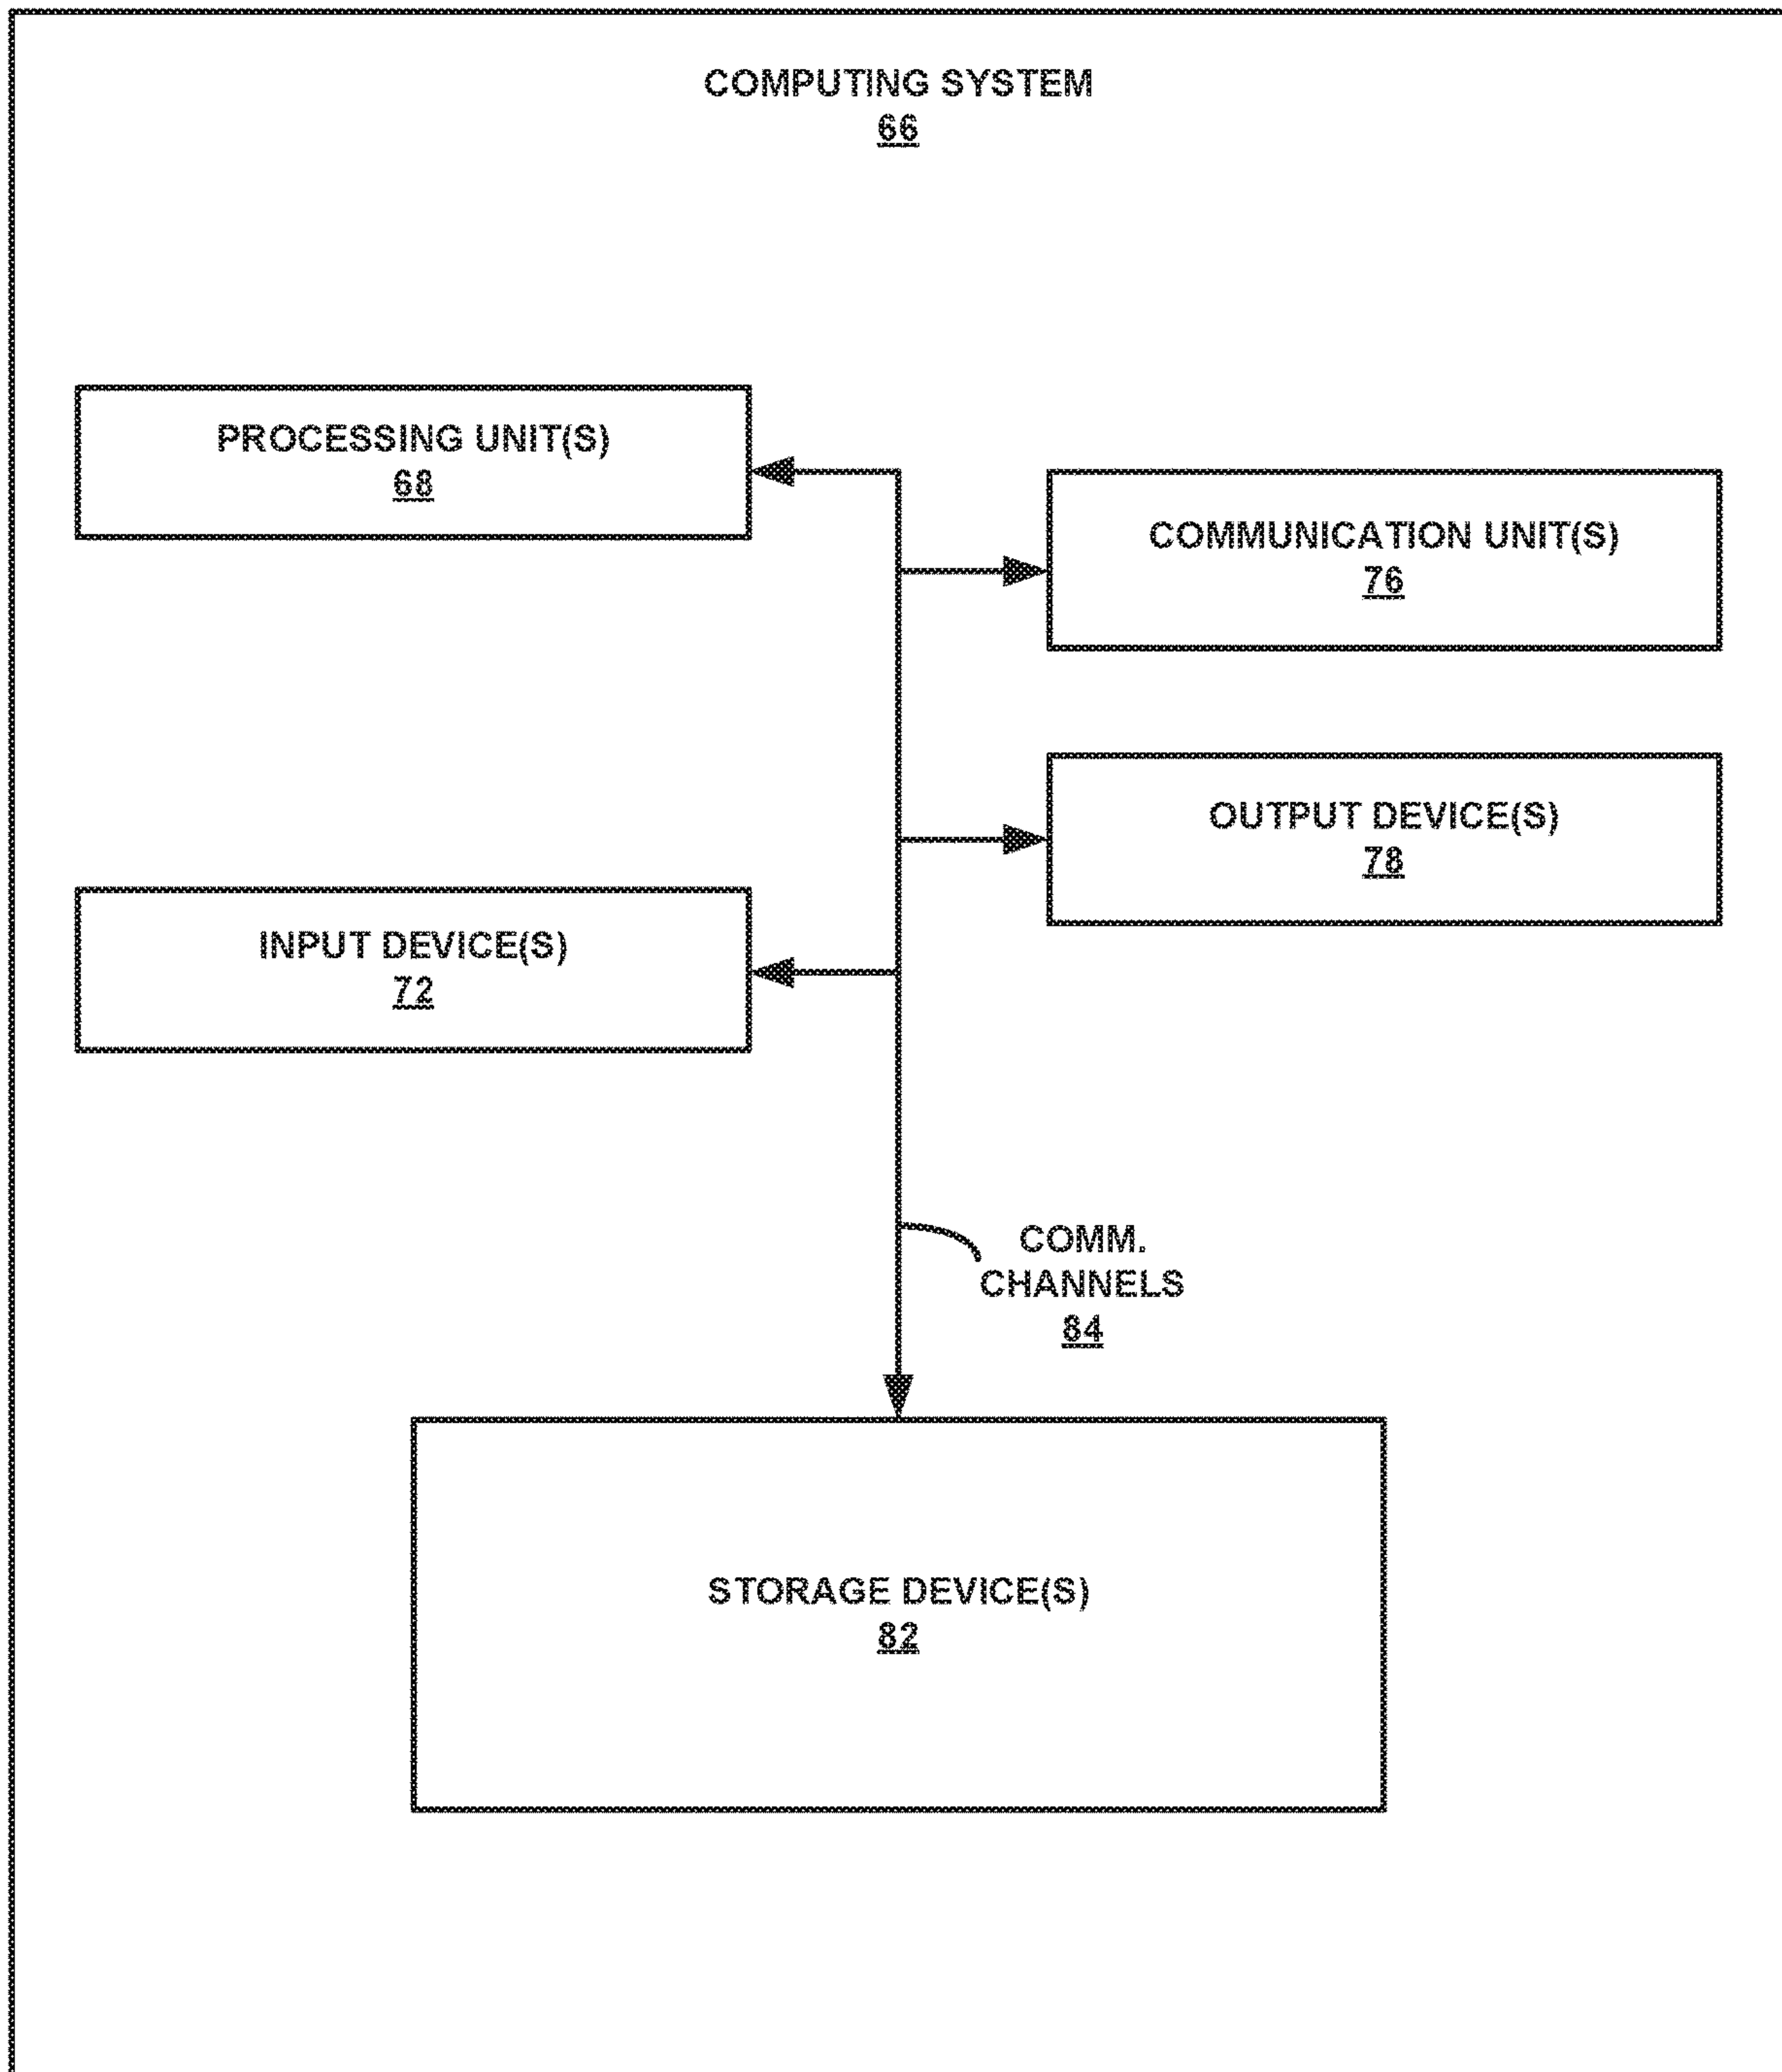 COMPUTING SYSTEM
66
PROCESSING UNIT(S)
68
COMMUNICATION UNIT(S)
76
OUTPUT DEVICE(S)
78
INPUT DEVICE(S)
72
COMM.
CHANNELS
84
STORAGE DEVICE(S)
82